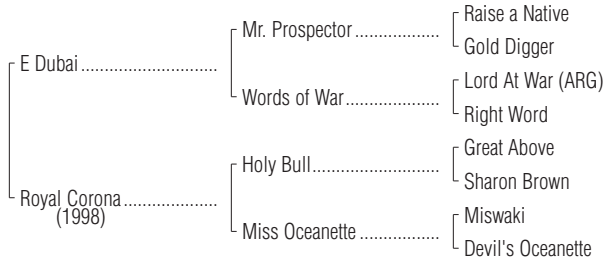 Raise a Native
Mr. Prospector ..................
Gold Digger
E Dubai ............................
Lord At War (ARG)
Words of War ..................
Right Word
Great Above
Holy Bull ...........................
Sharon Brown
Royal Corona ...................
(1998)
Miswaki
Miss Oceanette .................
Devil's Oceanette